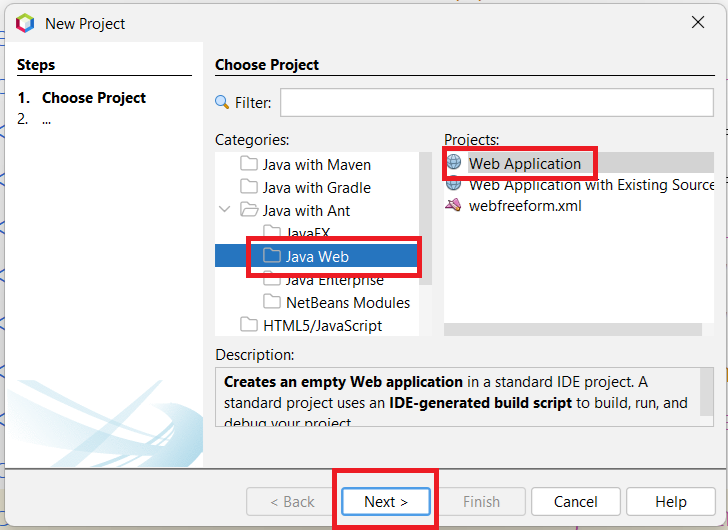 New Project
Steps
1. Choose Project
2. ...
Choose Project
Filter:
Categories:
Java with Maven
Java with Gradle
Java with Ant
JavaFX
Java Web
Java Enterprise
NetBeans Modules
HTML5/JavaScript
Projects:
Web Application
Web Application with Existing Source
webfreeform.xml
Description:
Creates an empty Web application in a standard IDE project. A
standard project uses an IDE-generated build script to build, run, and
debug your project.
< Back
Next >
Finish
Cancel
Help